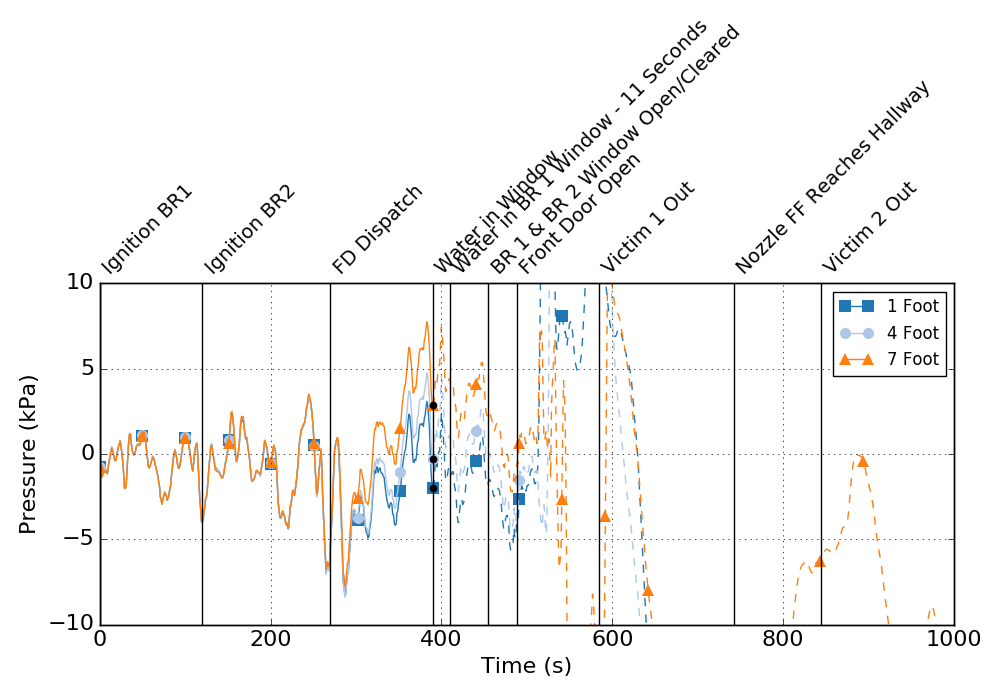 Ignition BR1
Ignition BR2
FD Dispatch
Water in Window
Water in BR 1 Window - 11 Seconds
BR 1 & BR 2 Window Open/Cleared
Front Door Open
Victim 1 Out
Nozzle FF Reaches Hallway
Victim 2 Out
10
5
0
−5
−10
Pressure (kPa)
1 Foot
4 Foot
7 Foot
0 200 400 600 800 1000
Time (s)